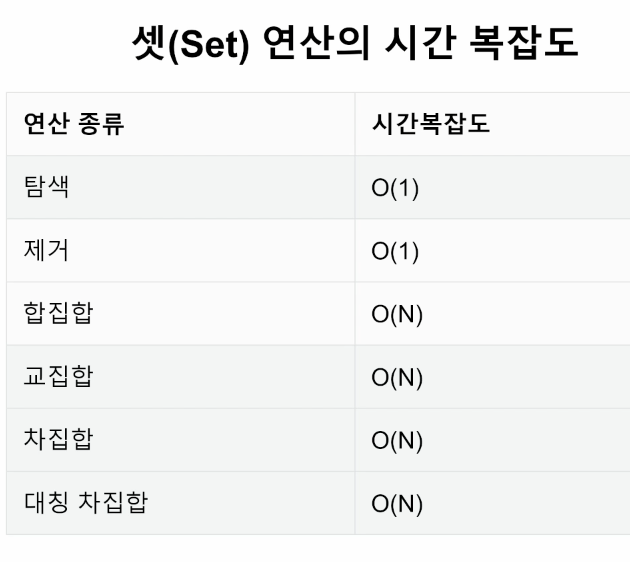 셋(Set) 연산의 시간 복잡도
연산 종류 시간복잡도
탐색 O(1)
제거 O(1)
합집합 O(N)
교집합 O(N)
차집합 O(N)
대칭 차집합 O(N)